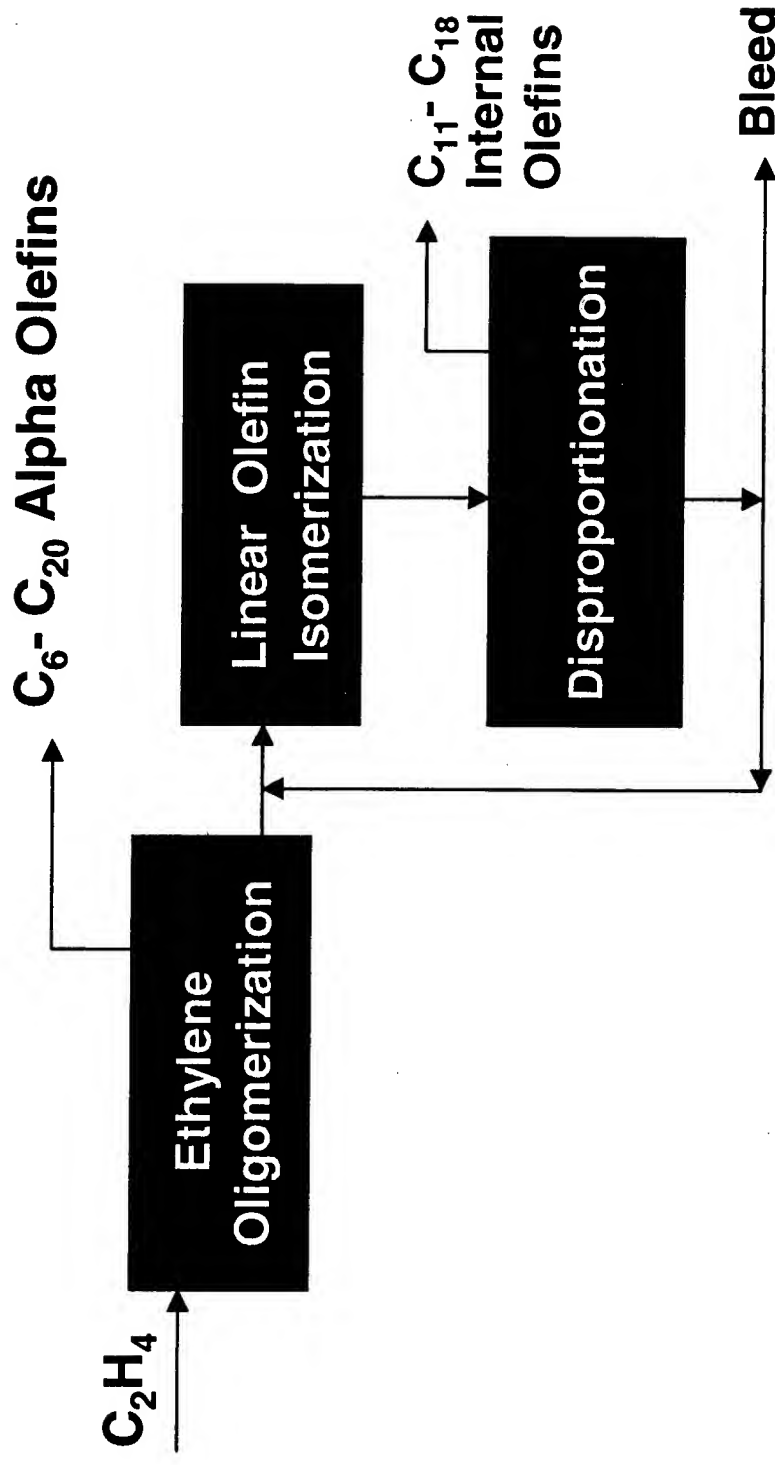 C₂H₄
Ethylene
Oligomerization
C₆- C₂₀ Alpha Olefins
Linear Olefin
Isomerization
Disproportionation
C₁₁- C₁₈
Internal
Olefins
Bleed